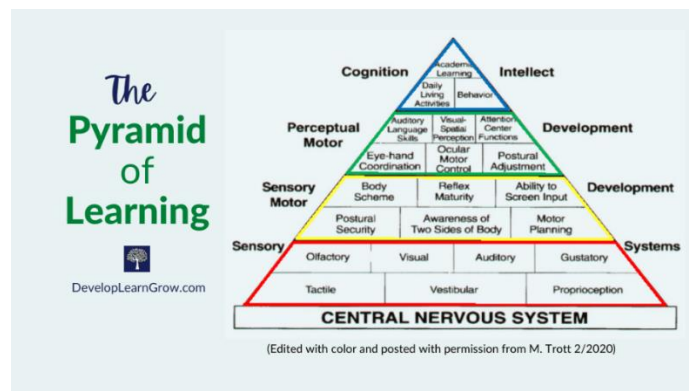 The
Pyramid
of
Learning
DevelopLearnGrow.com
Cognition
Intellect
Academic
Learning
Daily
Living
Activities
Behavior
Perceptual
Motor
Development
Auditory
Language
Skills
Visual-
Spatial
Perception
Attention
Center
Functions
Eye-hand
Coordination
Ocular
Motor
Control
Postural
Adjustment
Sensory
Motor
Development
Body
Scheme
Reflex
Maturity
Ability to
Screen Input
Postural
Security
Awareness of
Two Sides of Body
Motor
Planning
Sensory
Systems
Olfactory
Visual
Auditory
Gustatory
Tactile
Vestibular
Proprioception
CENTRAL NERVOUS SYSTEM
(Edited with color and posted with permission from M. Trott 2/2020)